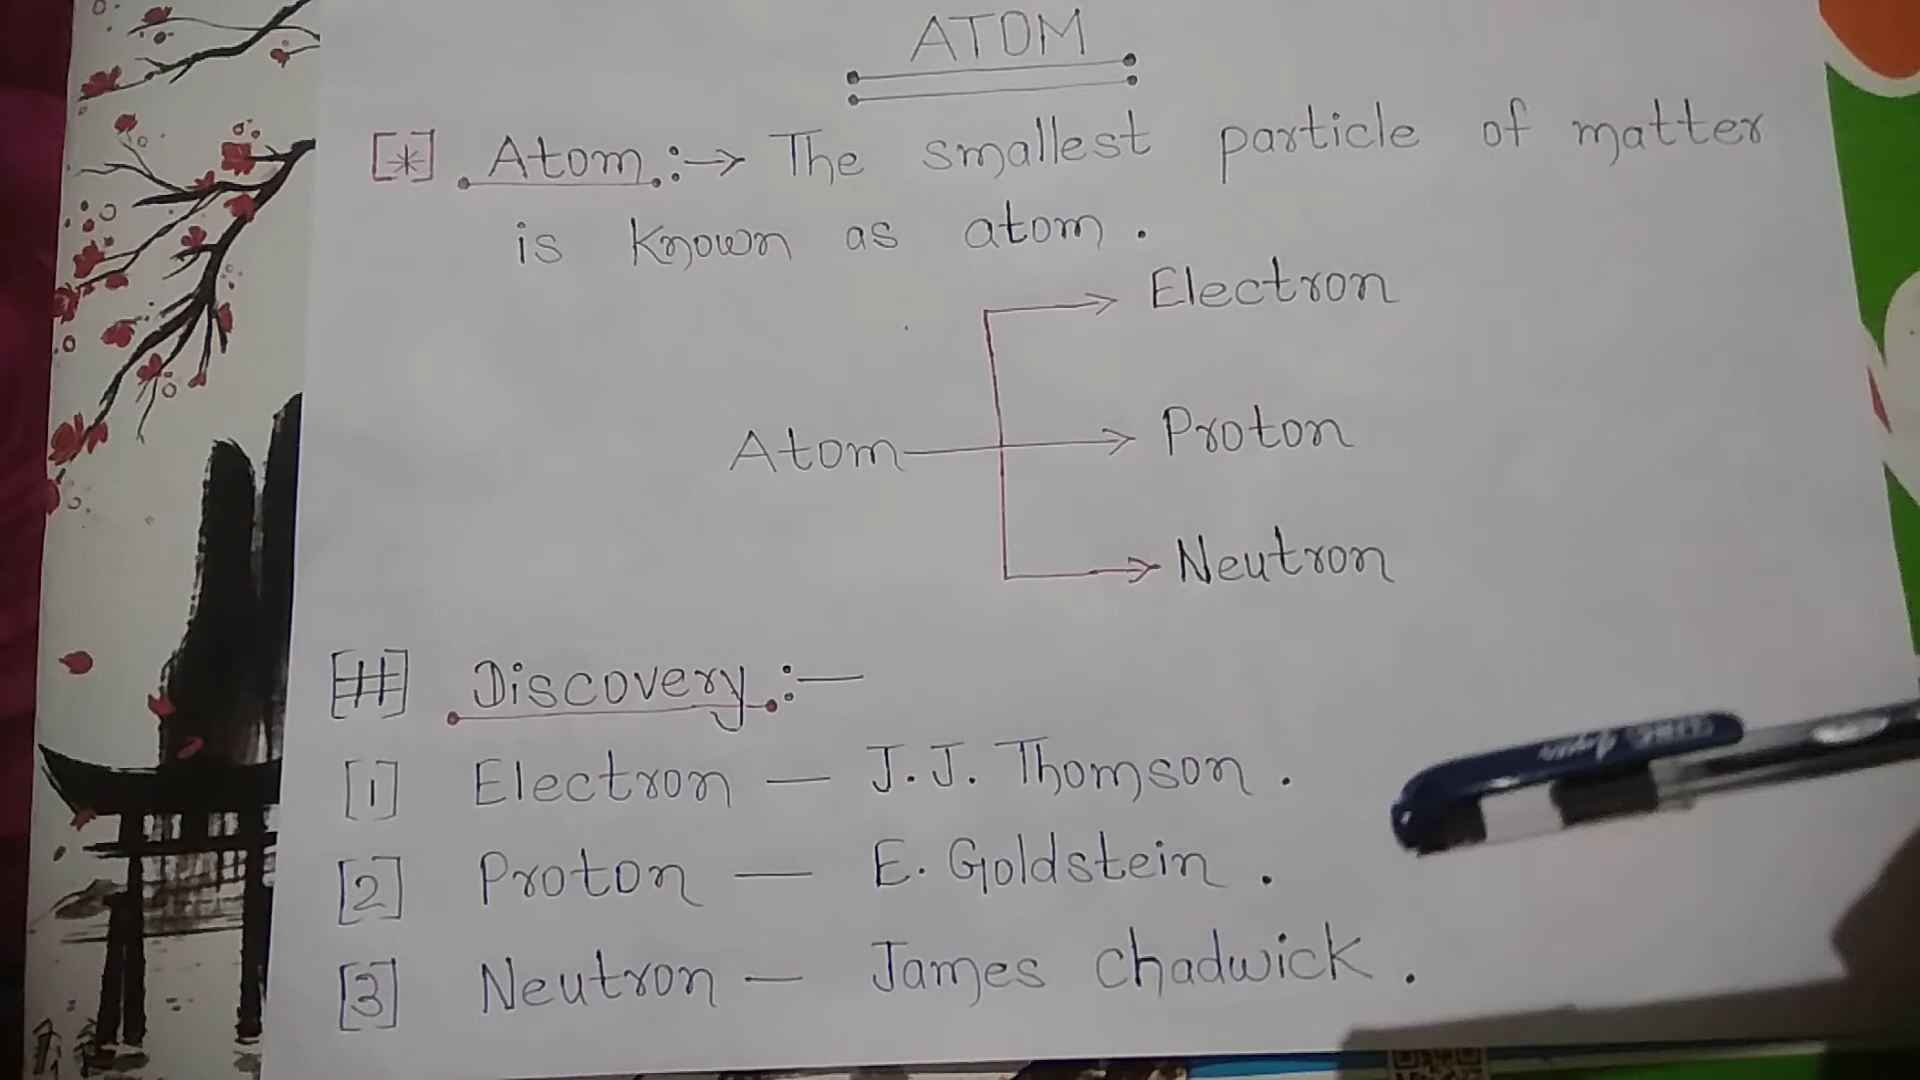 ATOM
[*] Atom :→ The smallest particle of matter
is known as atom.
Electron
Atom → Proton
Neutron
[#] Discovery :—
[1] Electron — J.J. Thomson.
[2] Proton — E. Goldstein.
[3] Neutron — James Chadwick.